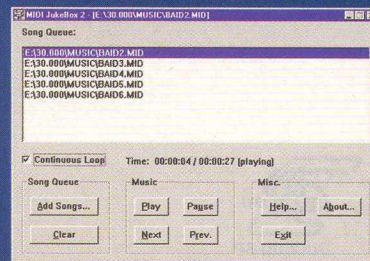 MIDI JukeBox 2 - [E:\30.000\MUSIC\BAID2.MID]
Song Queue:
E:\30.000\MUSIC\BAID2.MID
E:\30.000\MUSIC\BAID3.MID
E:\30.000\MUSIC\BAID4.MID
E:\30.000\MUSIC\BAID5.MID
E:\30.000\MUSIC\BAID6.MID
Continuous Loop Time: 00:00:04 / 00:00:27 (playing)
Song Queue Music Misc.
Add Songs... Play Pause Help... About...
Clear Next Prev. Exit